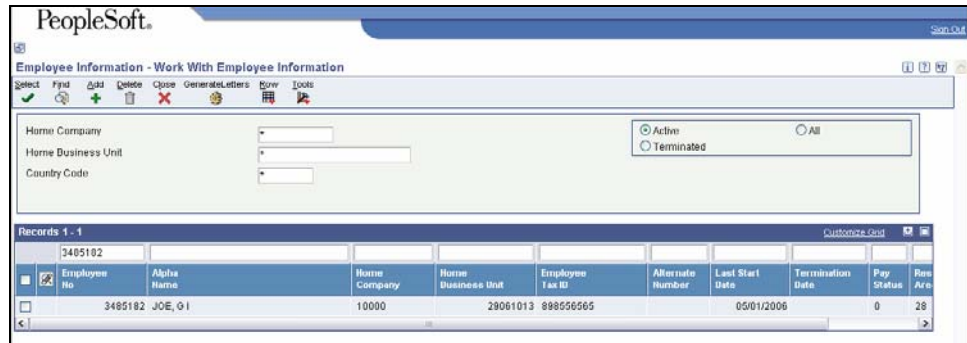 PeopleSoft.
Sign Out
Employee Information - Work With Employee Information
Select Find Add Delete Close GenerateLetters Row Tools
Home Company *
Active All
Home Business Unit *
Terminated
Country Code *
Records 1 - 1 Customize Grid
3485182
Employee No Alpha Name Home Company Home Business Unit Employee Tax ID Alternate Number Last Start Date Termination Date Pay Status Res Are
3485182 JOE, G I 10000 29061013 898556565 05/01/2006 0 28